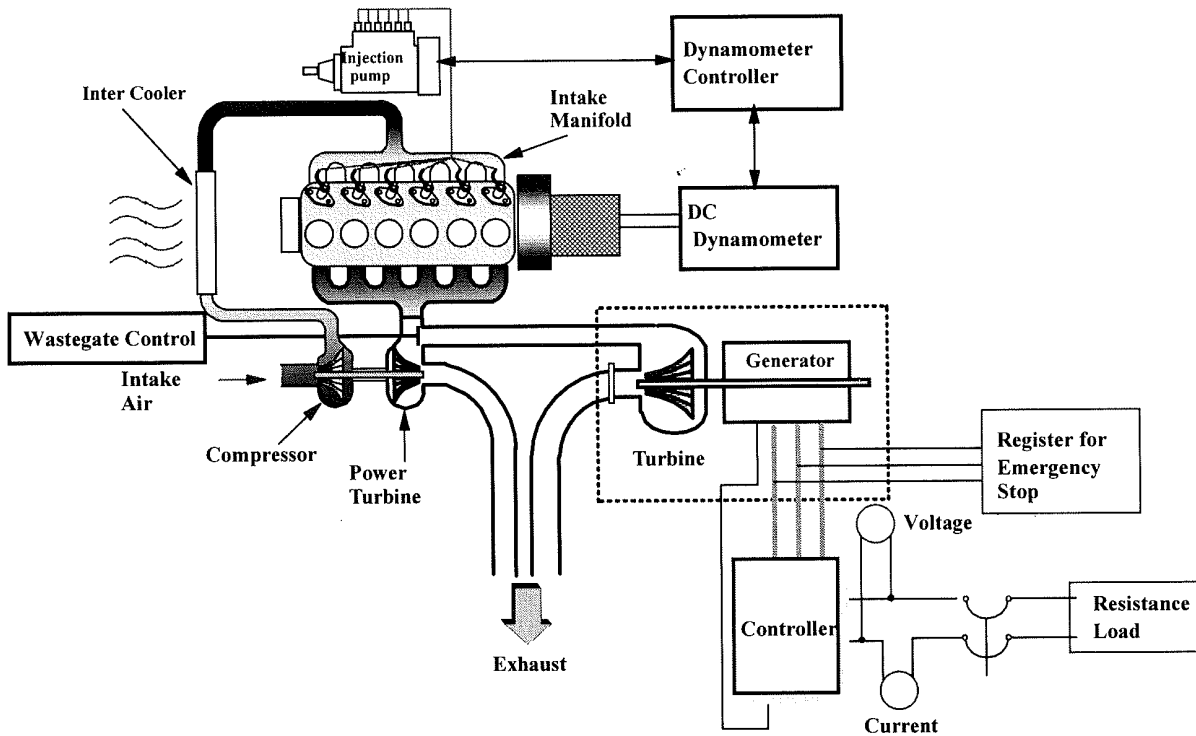 Injection
pump
Dynamometer
Controller
Inter Cooler
Intake
Manifold
DC
Dynamometer
Wastegate Control
Intake
Air
Generator
Compressor
Power
Turbine
Turbine
Register for
Emergency
Stop
Voltage
Controller
Resistance
Load
Exhaust
Current